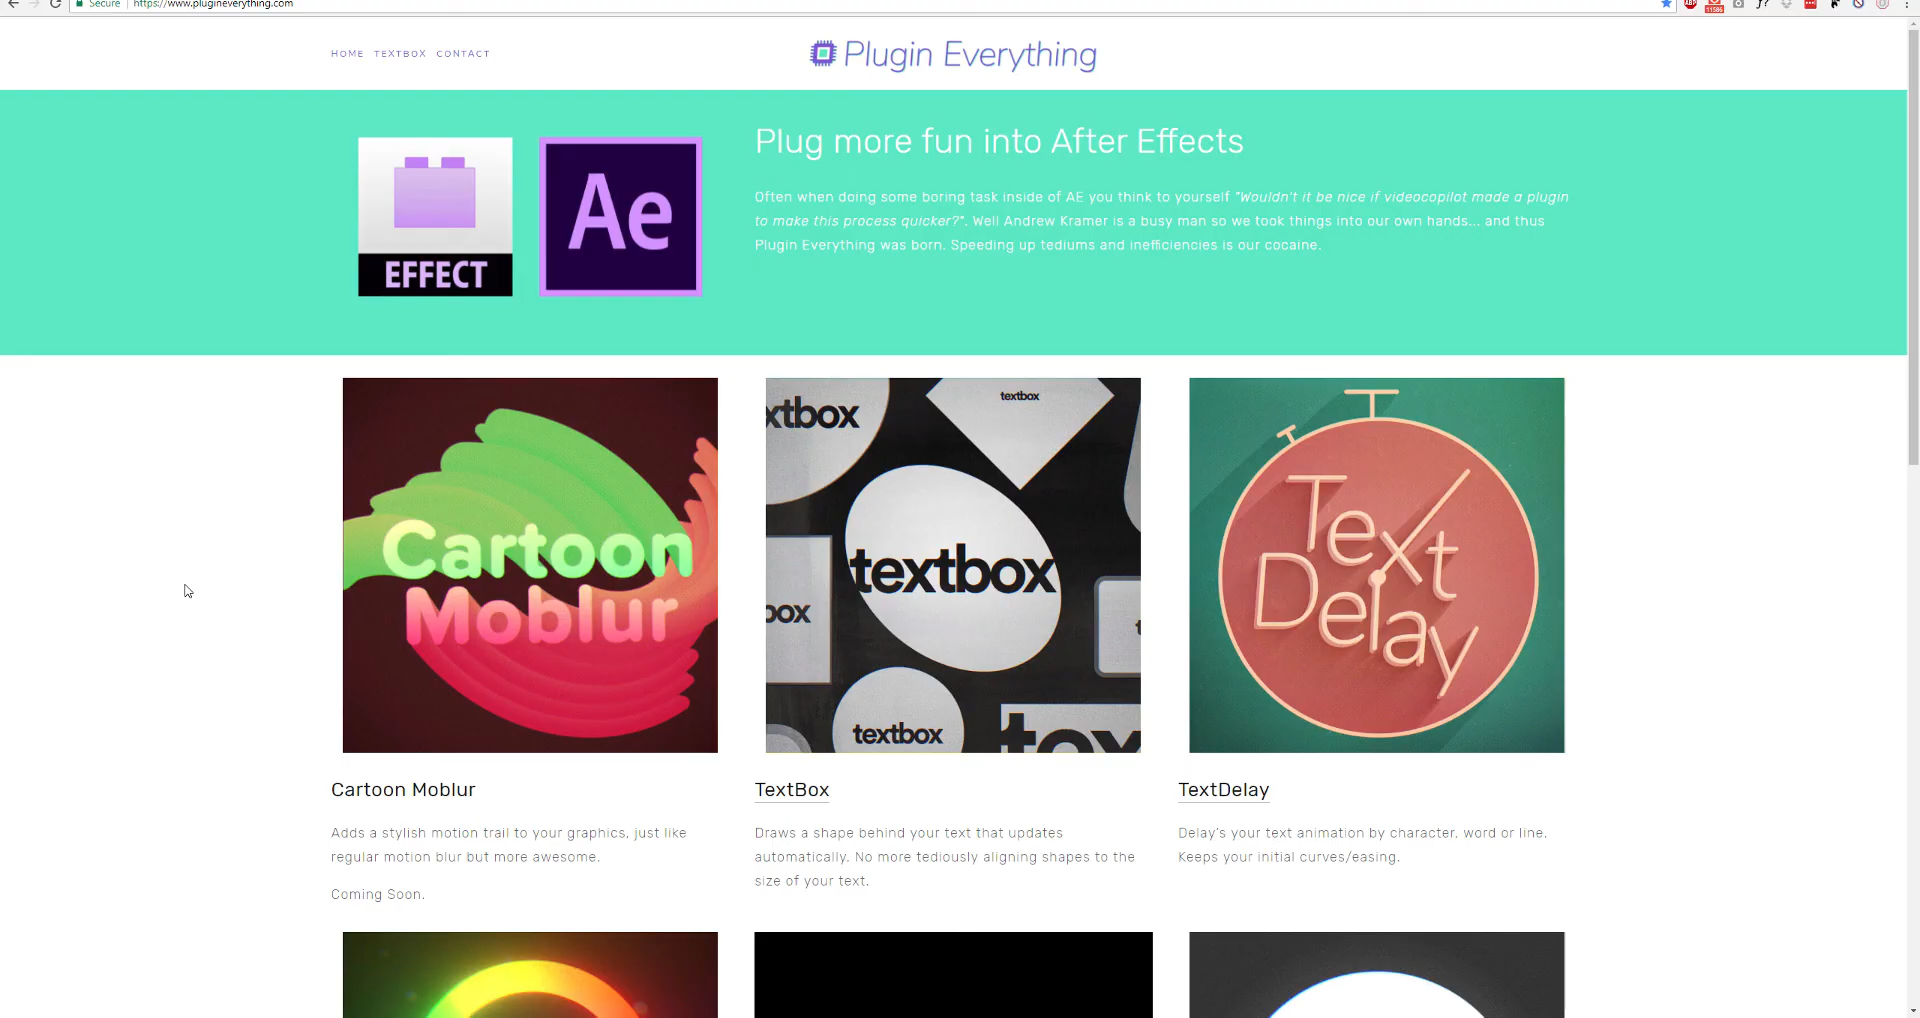 Secure https://www.plugineverything.com
HOME TEXTBOX CONTACT
Plugin Everything
EFFECT
Ae
Plug more fun into After Effects
Often when doing some boring task inside of AE you think to yourself "Wouldn't it be nice if videocopilot made a plugin
to make this process quicker?". Well Andrew Kramer is a busy man so we took things into our own hands... and thus
Plugin Everything was born. Speeding up tediums and inefficiencies is our cocaine.
Cartoon
Moblur
xtbox
textbox
textbox
box
textbox
tex
Text
Delay
Cartoon Moblur
Adds a stylish motion trail to your graphics, just like
regular motion blur but more awesome.
Coming Soon.
TextBox
Draws a shape behind your text that updates
automatically. No more tediously aligning shapes to the
size of your text.
TextDelay
Delay's your text animation by character, word or line.
Keeps your initial curves/easing.